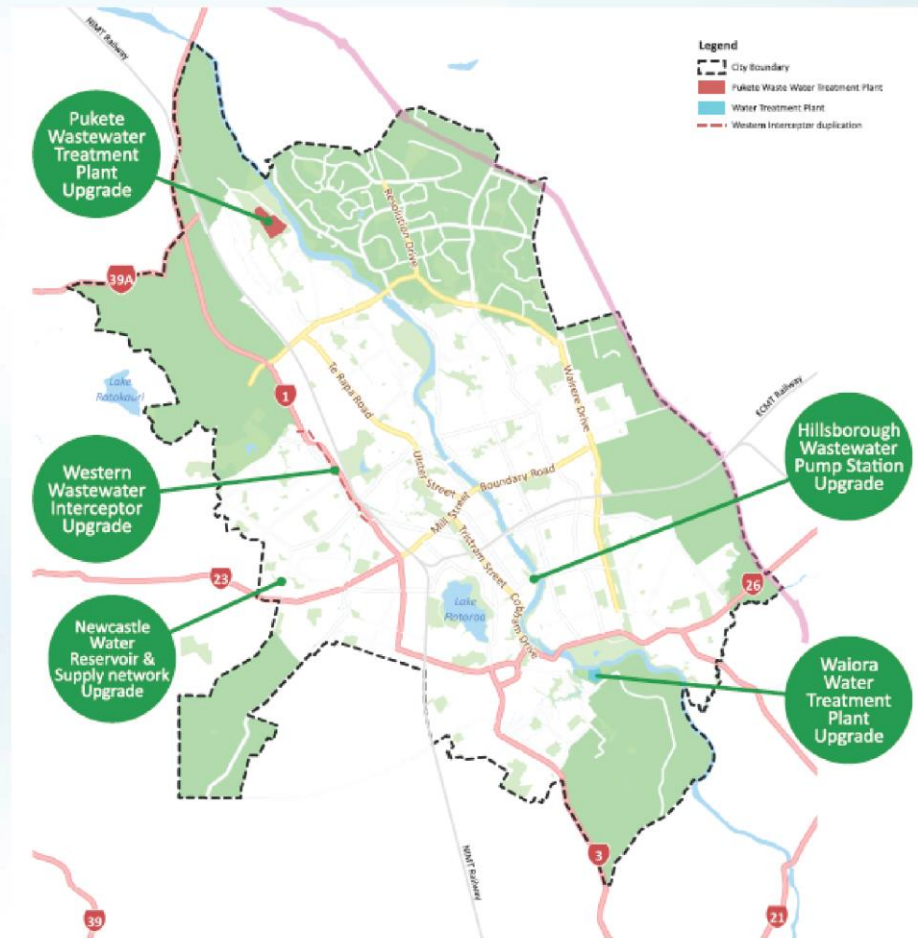 NIMT Railway
Legend
City Boundary
Pukete Waste Water Treatment Plant
Water Treatment Plant
Western Interceptor duplication
Pukete
Wastewater
Treatment
Plant
Upgrade
Resolution Drive
39A
Lake
Rotokauri
1
Te Rapa Road
Wairere Drive
ECMT Railway
Western
Wastewater
Interceptor
Upgrade
Ulster Street
Boundary Road
Mill Street
Tristram Street
Hillsborough
Wastewater
Pump Station
Upgrade
23
26
Newcastle
Water
Reservoir &
Supply network
Upgrade
Lake
Rotoroa
Cobham Drive
Waiora
Water
Treatment
Plant
Upgrade
NIMT Railway
3
39
21